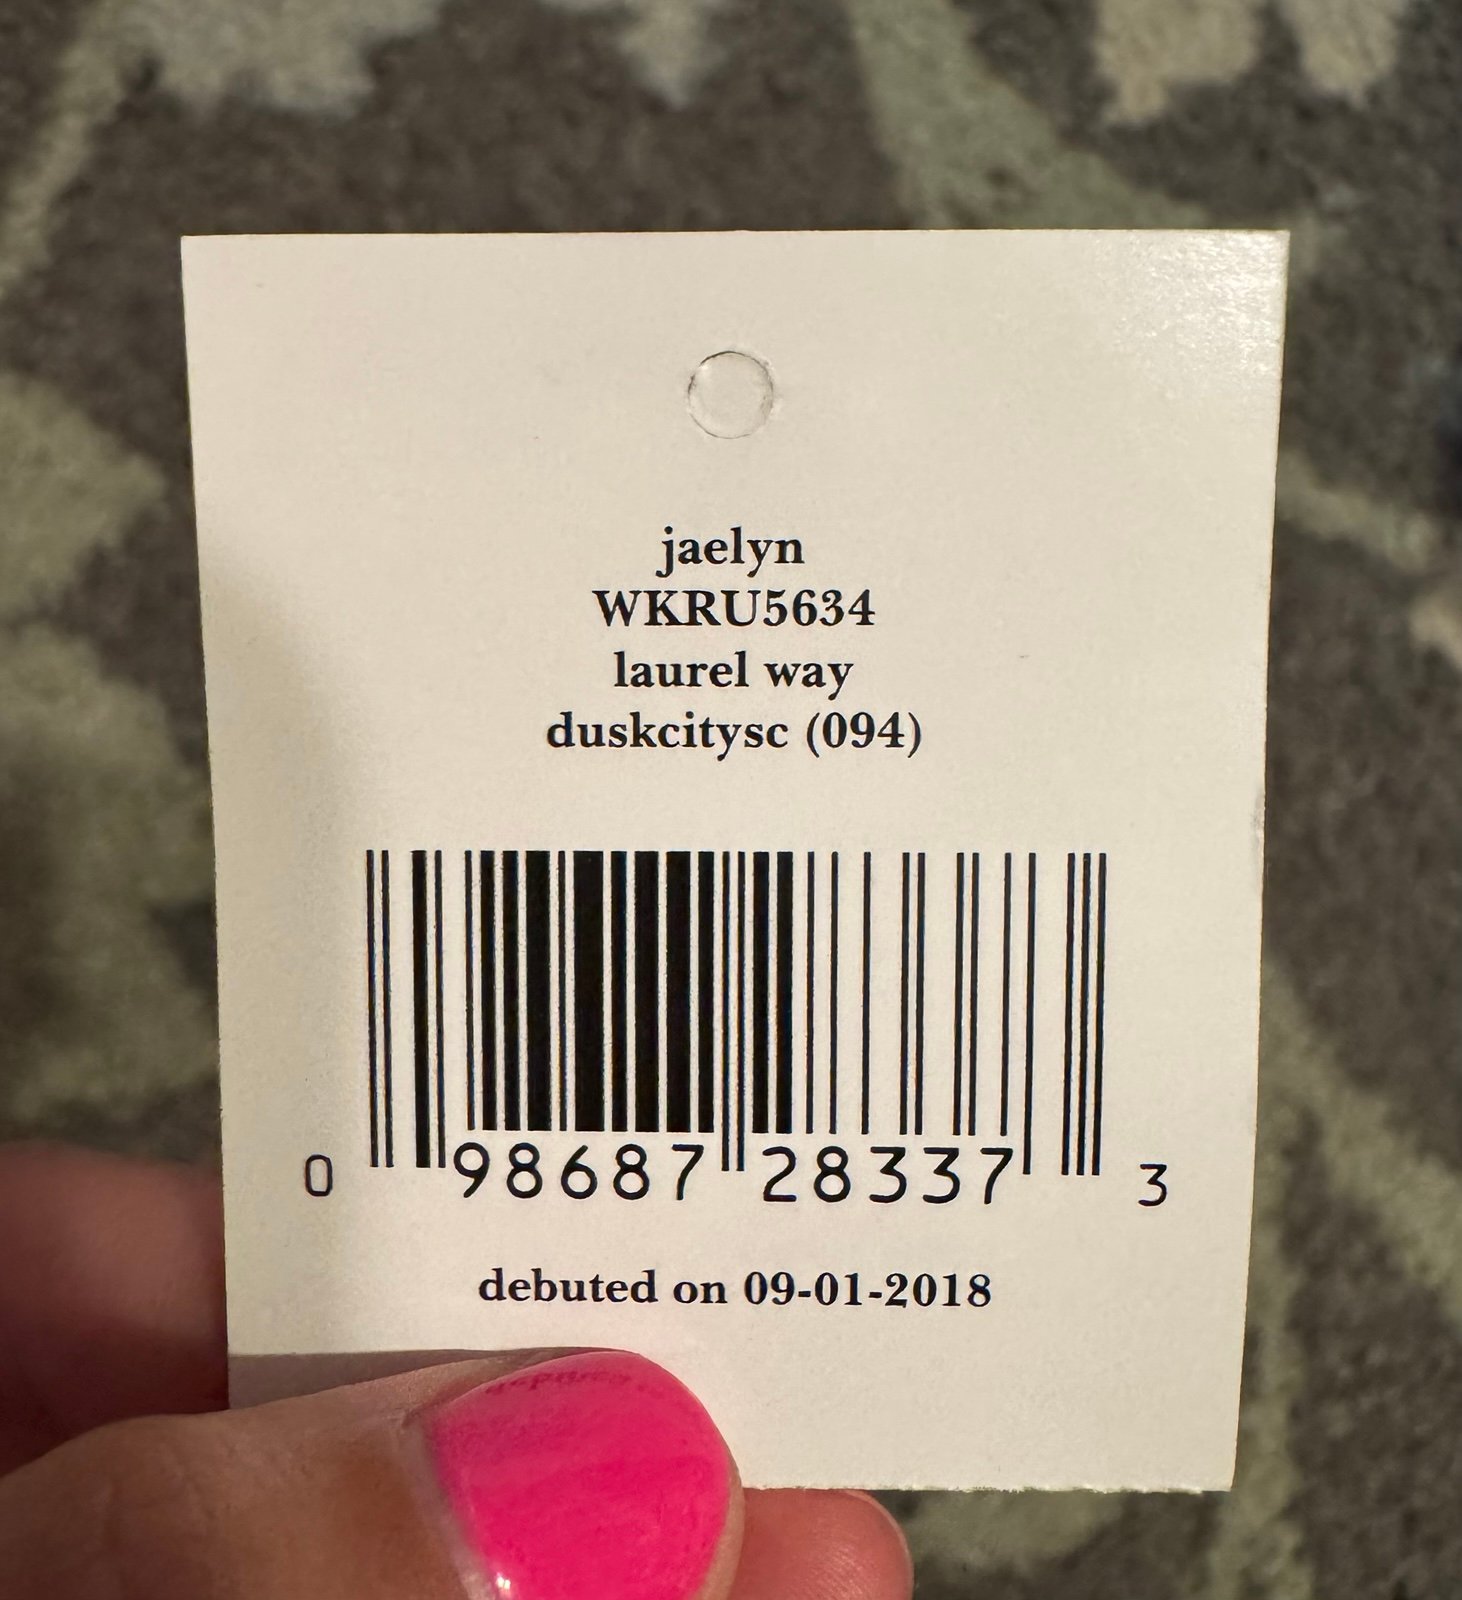 jaelyn
WKRU5634
laurel way
duskcitysc (094)
0 98687 28337 3
debuted on 09-01-2018